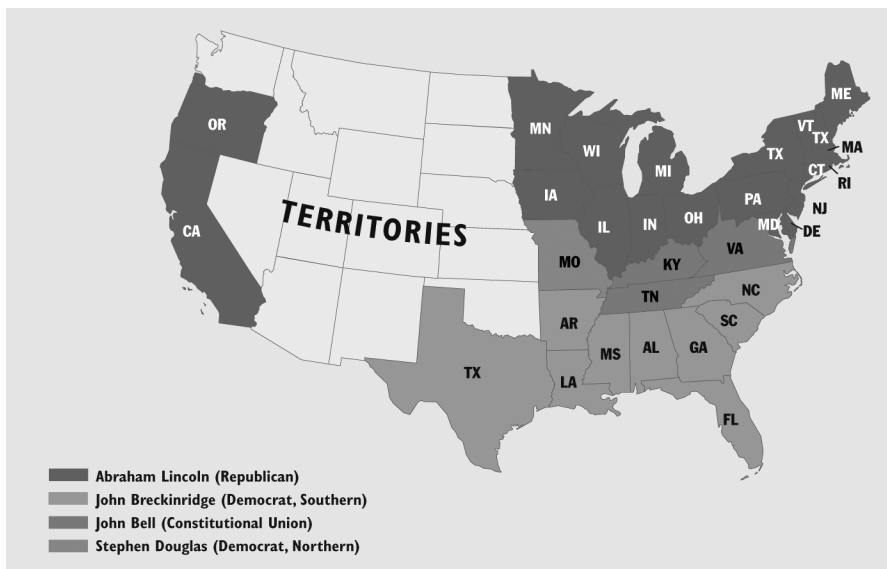 ME
OR
MN
VT
TX
WI
TX
MA
MI
CT
RI
IA
PA
NJ
TERRITORIES
CA
IL
IN
OH
MD
DE
MO
KY
VA
TN
NC
AR
SC
MS
AL
GA
TX
LA
FL
Abraham Lincoln (Republican)
John Breckinridge (Democrat, Southern)
John Bell (Constitutional Union)
Stephen Douglas (Democrat, Northern)